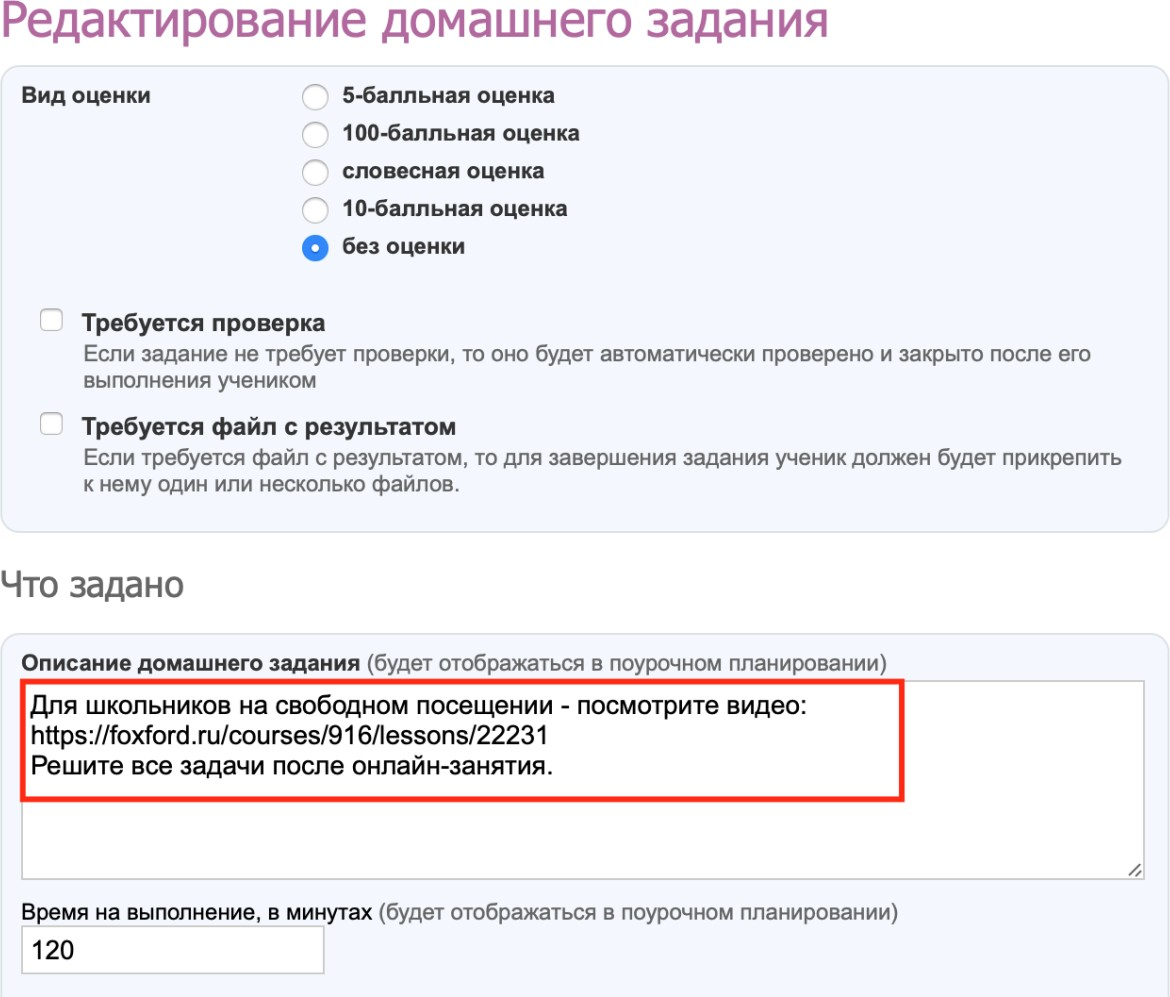 Редактирование домашнего задания
Вид оценки
5-балльная оценка
100-балльная оценка
словесная оценка
10-балльная оценка
без оценки
Требуется проверка
Если задание не требует проверки, то оно будет автоматически проверено и закрыто после его
выполнения учеником
Требуется файл с результатом
Если требуется файл с результатом, то для завершения задания ученик должен будет прикрепить
к нему один или несколько файлов.
Что задано
Описание домашнего задания (будет отображаться в поурочном планировании)
Для школьников на свободном посещении - посмотрите видео:
https://foxford.ru/courses/916/lessons/22231
Решите все задачи после онлайн-занятия.
Время на выполнение, в минутах (будет отображаться в поурочном планировании)
120